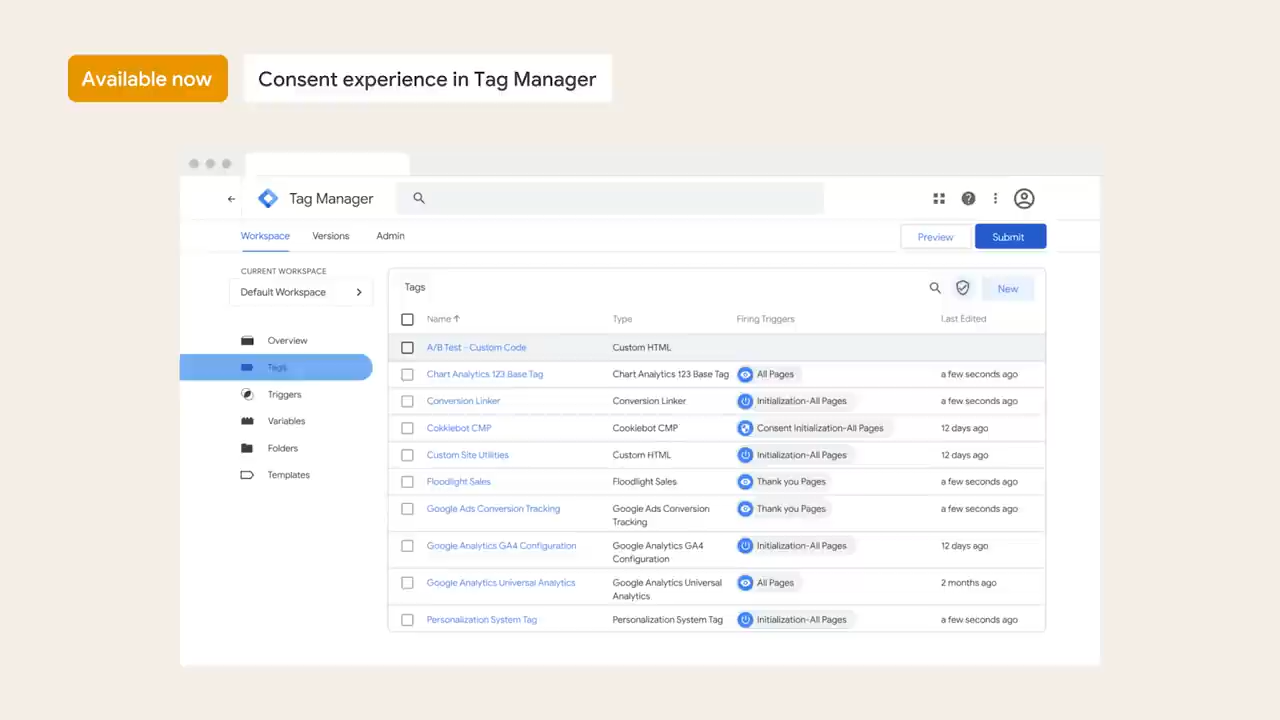 Available now
Consent experience in Tag Manager
Tag Manager
Workspace Versions Admin
Preview Submit
CURRENT WORKSPACE
Default Workspace
Overview
Tags
Triggers
Variables
Folders
Templates
Tags
New
Name Type Firing Triggers Last Edited
A/B Test - Custom Code Custom HTML
Chart Analytics 123 Base Tag Chart Analytics 123 Base Tag All Pages a few seconds ago
Conversion Linker Conversion Linker Initialization-All Pages a few seconds ago
Cokkiebot CMP Cookiebot CMP Consent Initialization-All Pages 12 days ago
Custom Site Utilities Custom HTML Initialization-All Pages 12 days ago
Floodlight Sales Floodlight Sales Thank you Pages a few seconds ago
Google Ads Conversion Tracking Google Ads Conversion Thank you Pages a few seconds ago
Tracking
Google Analytics GA4 Configuration Google Analytics GA4 Initialization-All Pages 12 days ago
Configuration
Google Analytics Universal Analytics Google Analytics Universal All Pages 2 months ago
Analytics
Personalization System Tag Personalization System Tag Initialization-All Pages a few seconds ago